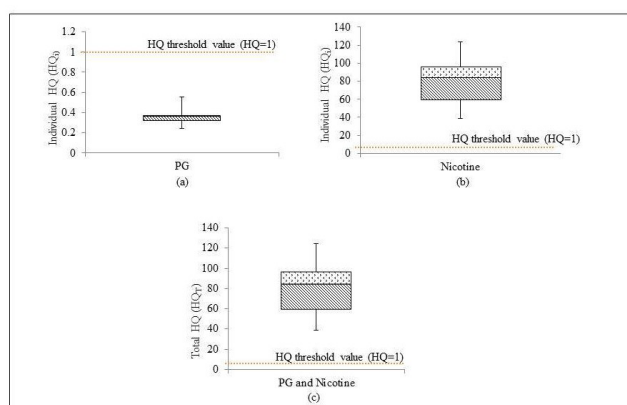 1.2
1
0.8
0.6
0.4
0.2
0
Individual HQ (HQi)
HQ threshold value (HQ=1)
PG
(a)
140
120
100
80
60
40
20
0
Individual HQ (HQi)
HQ threshold value (HQ=1)
Nicotine
(b)
140
120
100
80
60
40
20
0
Total HQ (HQT)
HQ threshold value (HQ=1)
PG and Nicotine
(c)